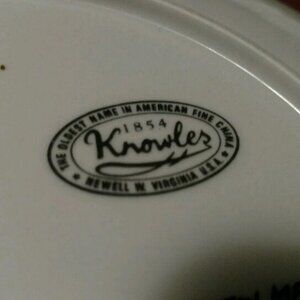 THE OLDEST NAME IN AMERICAN FINE CHINA
1854
Knowles
NEWELL W. VIRGINIA U.S.A.